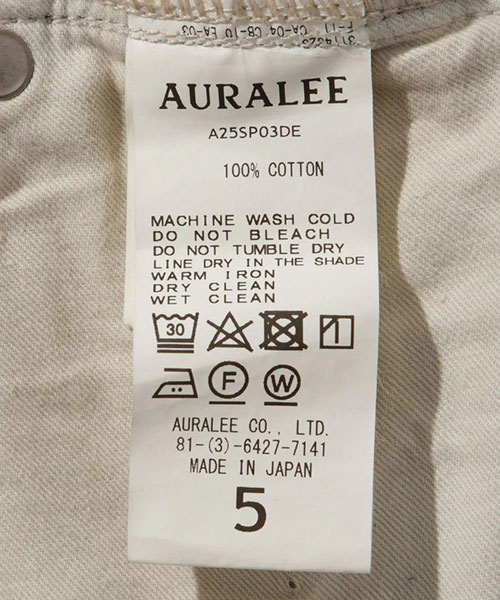 AURALEE
A25SP03DE
100% COTTON
MACHINE WASH COLD
DO NOT BLEACH
DO NOT TUMBLE DRY
LINE DRY IN THE SHADE
WARM IRON
DRY CLEAN
WET CLEAN
30
F W
AURALEE CO., LTD.
81-(3)-6427-7141
MADE IN JAPAN
5